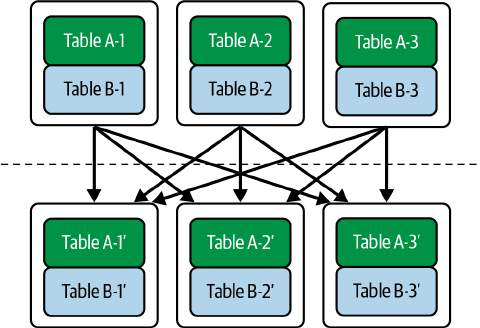 Table A-1
Table A-2
Table A-3
Table B-1
Table B-2
Table B-3
Table A-1′
Table A-2′
Table A-3′
Table B-1′
Table B-2′
Table B-3′